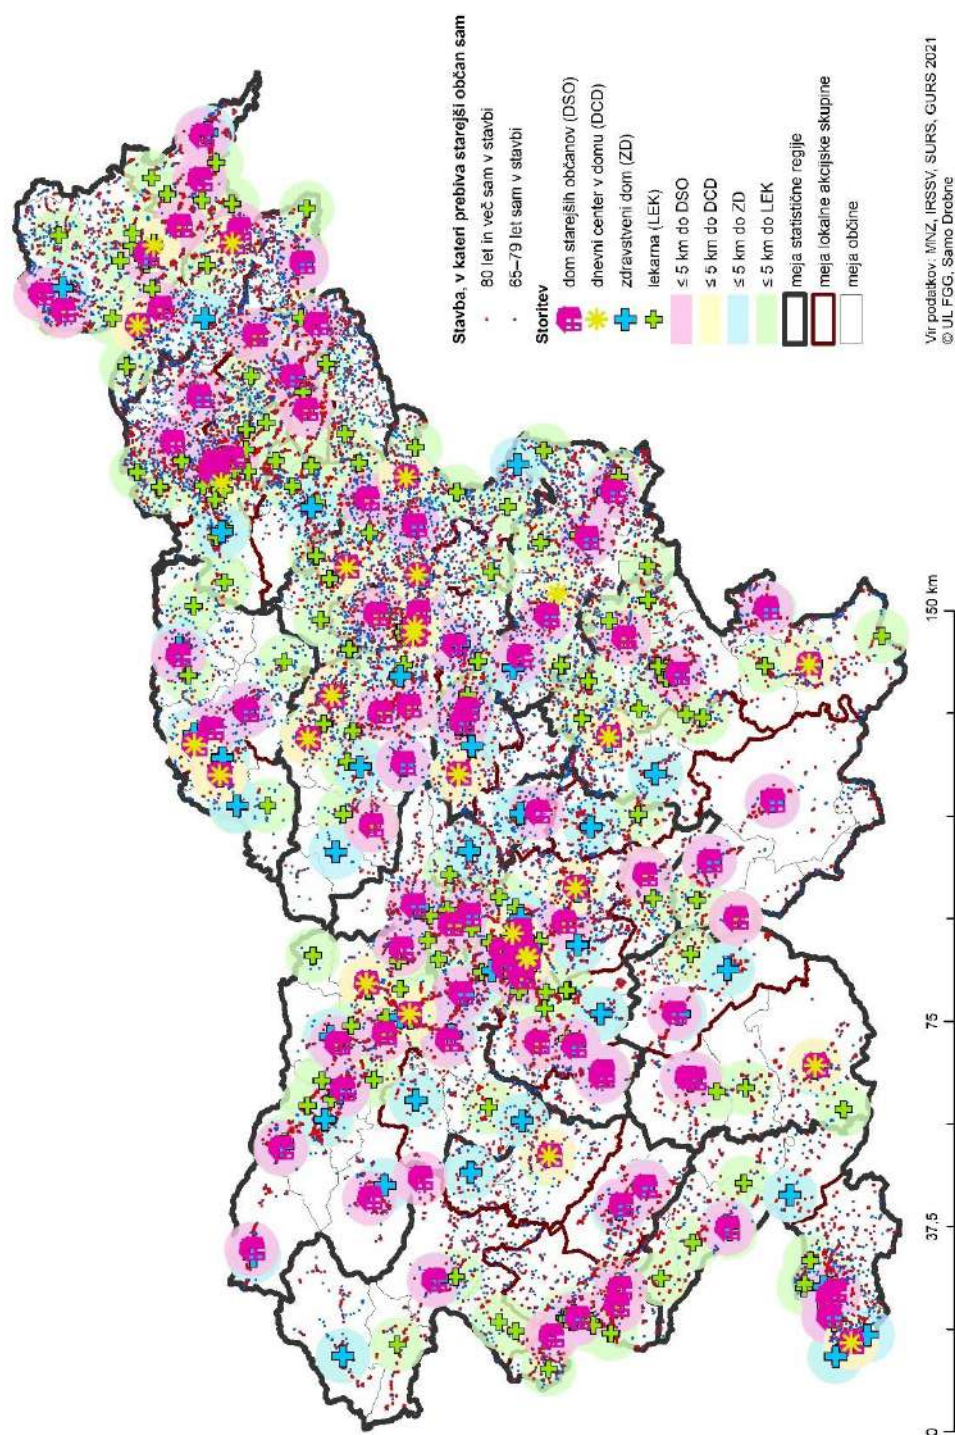 Stavba, v kateri prebiva starejši občan sam
80 let in več sam v stavbi
65–79 let sam v stavbi
Storitev
dom starejših občanov (DSO)
dnevni center v domu (DCD)
zdravstveni dom (ZD)
lekarna (LEK)
≤ 5 km do DSO
≤ 5 km do DCD
≤ 5 km do ZD
≤ 5 km do LEK
meja statistične regije
meja lokalne akcijske skupine
meja občine
Vir podatkov: MNZ, IRSSV, SURS, GURS 2021
© UL FGG, Samo Drobne
0 37.5 75 150 km